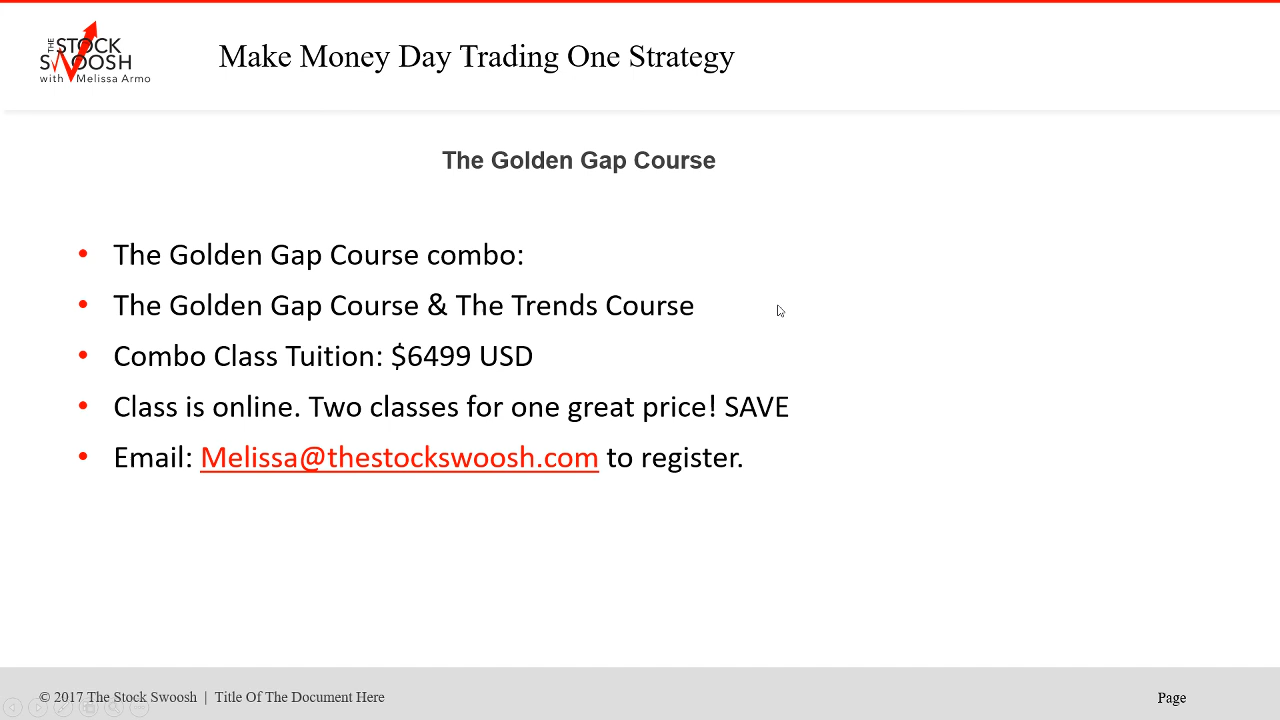 THE STOCK
SWOOSH
with Melissa Armo
Make Money Day Trading One Strategy
The Golden Gap Course
• The Golden Gap Course combo:
• The Golden Gap Course & The Trends Course
• Combo Class Tuition: $6499 USD
• Class is online. Two classes for one great price! SAVE
• Email: Melissa@thestockswoosh.com to register.
© 2017 The Stock Swoosh | Title Of The Document Here
Page